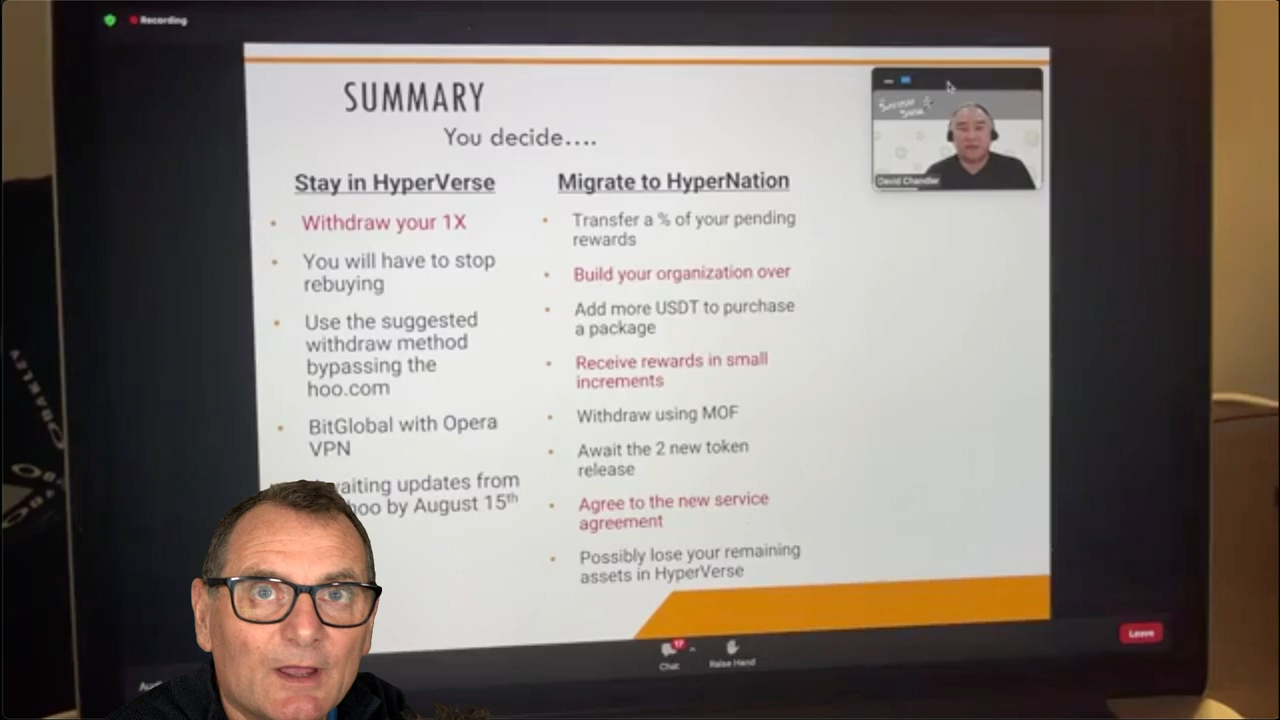 Recording
SUMMARY
You decide....
Stay in HyperVerse
Withdraw your 1X
You will have to stop
rebuying
Use the suggested
withdraw method
bypassing the
hoo.com
BitGlobal with Opera
VPN
waiting updates from
hoo by August 15th
Migrate to HyperNation
Transfer a % of your pending
rewards
Build your organization over
Add more USDT to purchase
a package
Receive rewards in small
increments
Withdraw using MOF
Await the 2 new token
release
Agree to the new service
agreement
Possibly lose your remaining
assets in HyperVerse
David Chandler
OAKLEY
17
Chat
Raise Hand
Leave